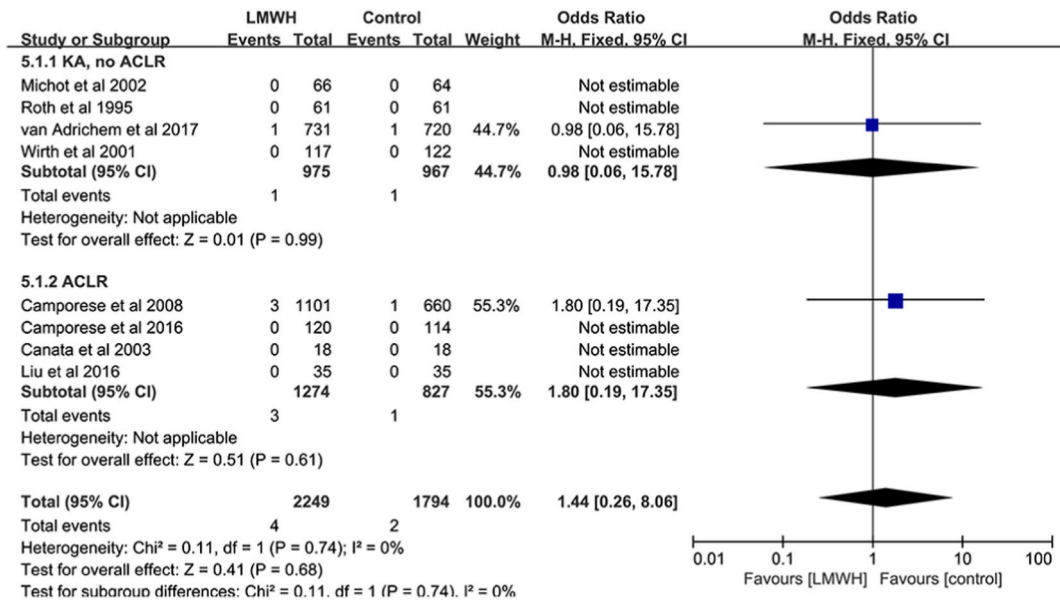 LMWH Control Odds Ratio Odds Ratio
Study or Subgroup Events Total Events Total Weight M-H, Fixed, 95% CI M-H, Fixed, 95% CI
5.1.1 KA, no ACLR
Michot et al 2002 0 66 0 64 Not estimable
Roth et al 1995 0 61 0 61 Not estimable
van Adrichem et al 2017 1 731 1 720 44.7% 0.98 [0.06, 15.78]
Wirth et al 2001 0 117 0 122 Not estimable
Subtotal (95% CI) 975 967 44.7% 0.98 [0.06, 15.78]
Total events 1 1
Heterogeneity: Not applicable
Test for overall effect: Z = 0.01 (P = 0.99)
5.1.2 ACLR
Camporese et al 2008 3 1101 1 660 55.3% 1.80 [0.19, 17.35]
Camporese et al 2016 0 120 0 114 Not estimable
Canata et al 2003 0 18 0 18 Not estimable
Liu et al 2016 0 35 0 35 Not estimable
Subtotal (95% CI) 1274 827 55.3% 1.80 [0.19, 17.35]
Total events 3 1
Heterogeneity: Not applicable
Test for overall effect: Z = 0.51 (P = 0.61)
Total (95% CI) 2249 1794 100.0% 1.44 [0.26, 8.06]
Total events 4 2
Heterogeneity: Chi² = 0.11, df = 1 (P = 0.74); I² = 0%
Test for overall effect: Z = 0.41 (P = 0.68)
Test for subgroup differences: Chi² = 0.11, df = 1 (P = 0.74), I² = 0%
0.01 0.1 1 10 100
Favours [LMWH] Favours [control]